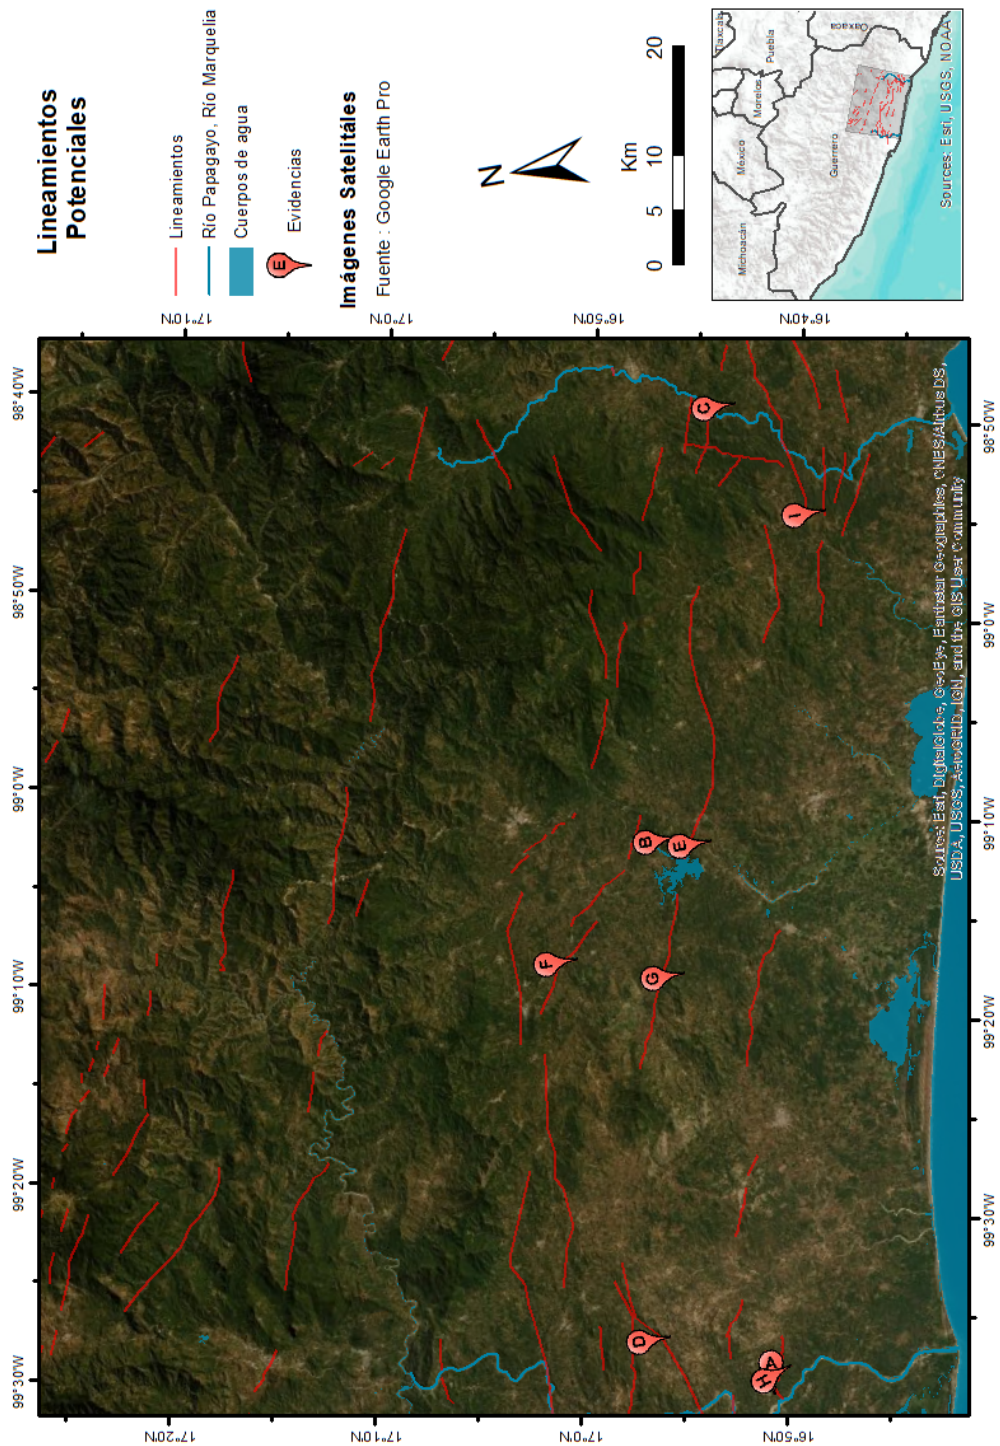 Lineamientos
Potenciales
Lineamientos
Río Papagayo, Río Marquelia
Cuerpos de agua
E
Evidencias
Imágenes Satitáles
Fuente : Google Earth Pro
N
Km
0
5
10
20
Michoacán
México
Morelos
Tlaxcala
Puebla
Guerrero
Oaxaca
Sources: Esri, USGS, NOAA
99°30'W
99°20'W
99°10'W
99°0'W
98°50'W
98°40'W
17°10'N
17°0'N
16°50'N
16°40'N
17°20'N
17°10'N
17°0'N
16°50'N
99°30'W
99°20'W
99°10'W
99°0'W
98°50'W
A
H
D
G
F
B
E
I
C
Source: Esri, DigitalGlobe, GeoEye, Earthstar Geographics, CNES/Airbus DS,
USDA, USGS, AeroGRID, IGN, and the GIS User Community